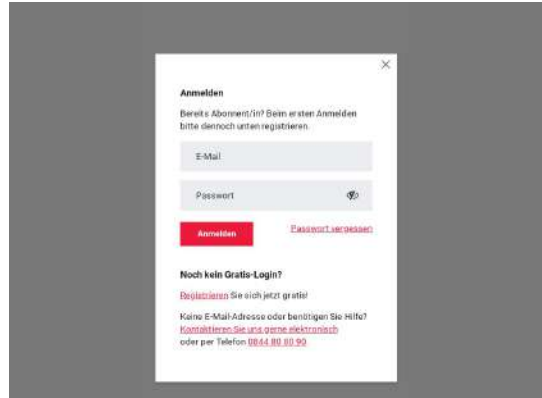 Anmelden
Bereits Abonnent/in? Beim ersten Anmelden
bitte dennoch unten registrieren.
E-Mail
Passwort
Anmelden
Passwort vergessen
Noch kein Gratis-Login?
Registrieren Sie sich jetzt gratis!
Keine E-Mail-Adresse oder benötigen Sie Hilfe?
Kontaktieren Sie uns gerne elektronisch
oder per Telefon 0844 80 80 90.